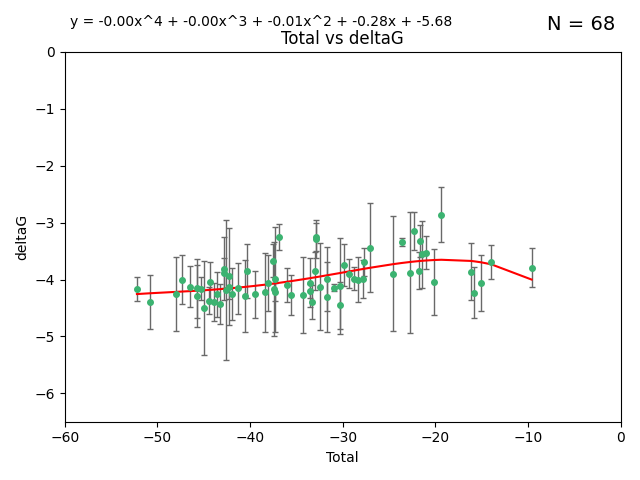 y = -0.00x^4 + -0.00x^3 + -0.01x^2 + -0.28x + -5.68
N = 68
Total vs deltaG
0
−1
−2
−3
−4
−5
−6
deltaG
−60 −50 −40 −30 −20 −10 0
Total